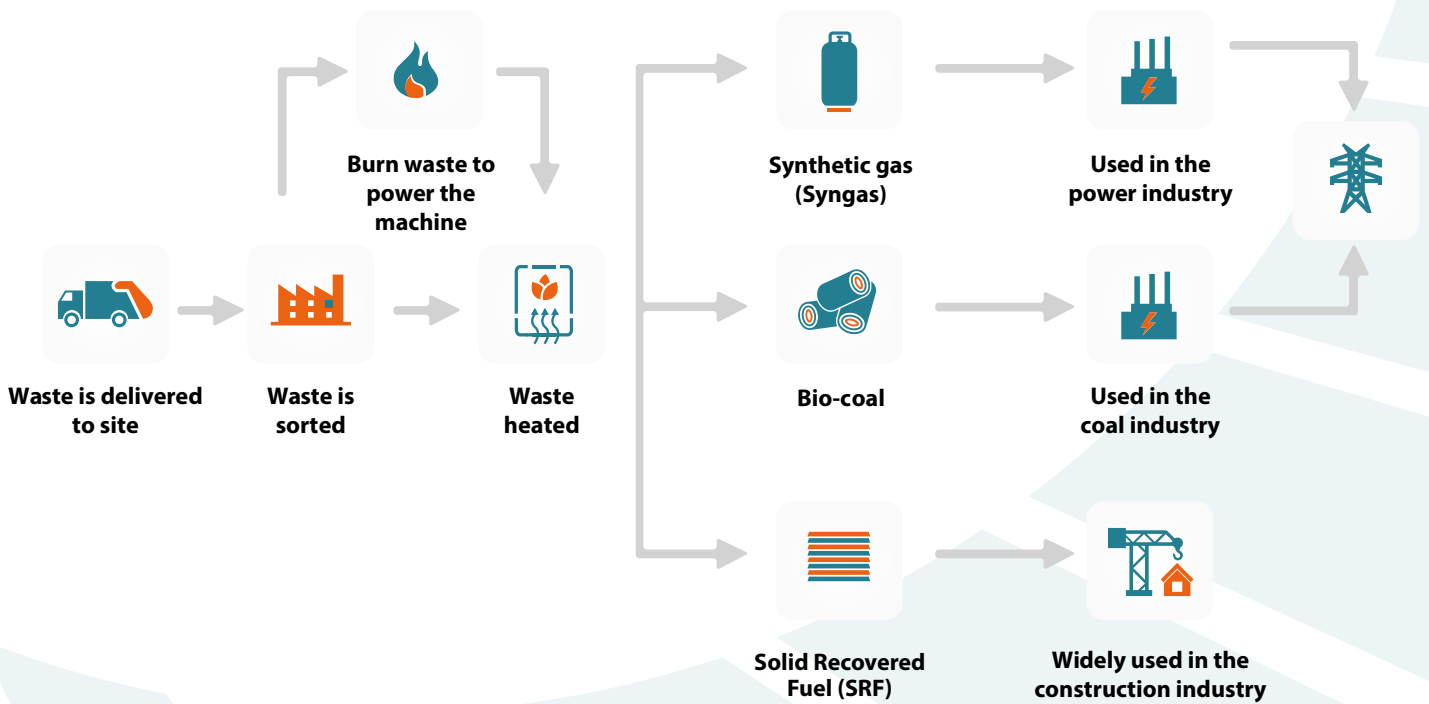 Burn waste to
power the
machine
Synthetic gas
(Syngas)
Used in the
power industry
Waste is delivered
to site
Waste is
sorted
Waste
heated
Bio-coal
Used in the
coal industry
Solid Recovered
Fuel (SRF)
Widely used in the
construction industry